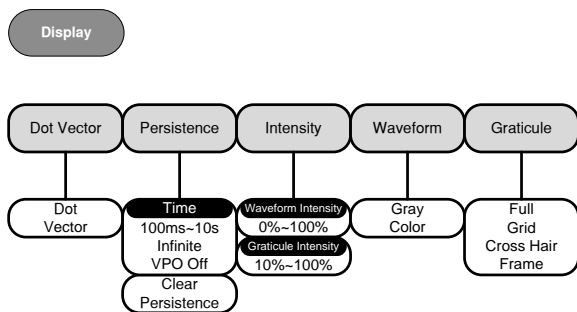 Display
Dot Vector
Persistence
Intensity
Waveform
Graticule
Dot
Vector
Time
100ms~10s
Infinite
VPO Off
Clear
Persistence
Waveform Intensity
0%~100%
Graticule Intensity
10%~100%
Gray
Color
Full
Grid
Cross Hair
Frame